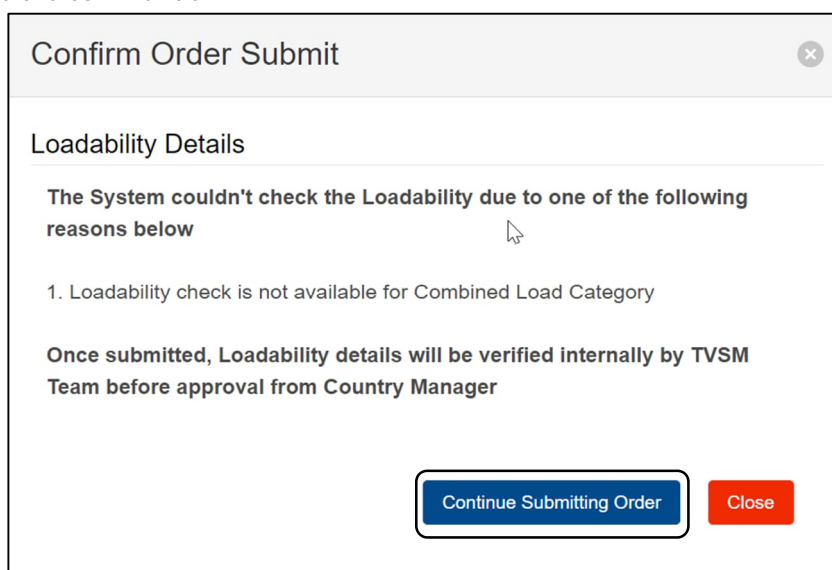 Confirm Order Submit
Loadability Details
The System couldn't check the Loadability due to one of the following
reasons below
1. Loadability check is not available for Combined Load Category
Once submitted, Loadability details will be verified internally by TVSM
Team before approval from Country Manager
Continue Submitting Order
Close